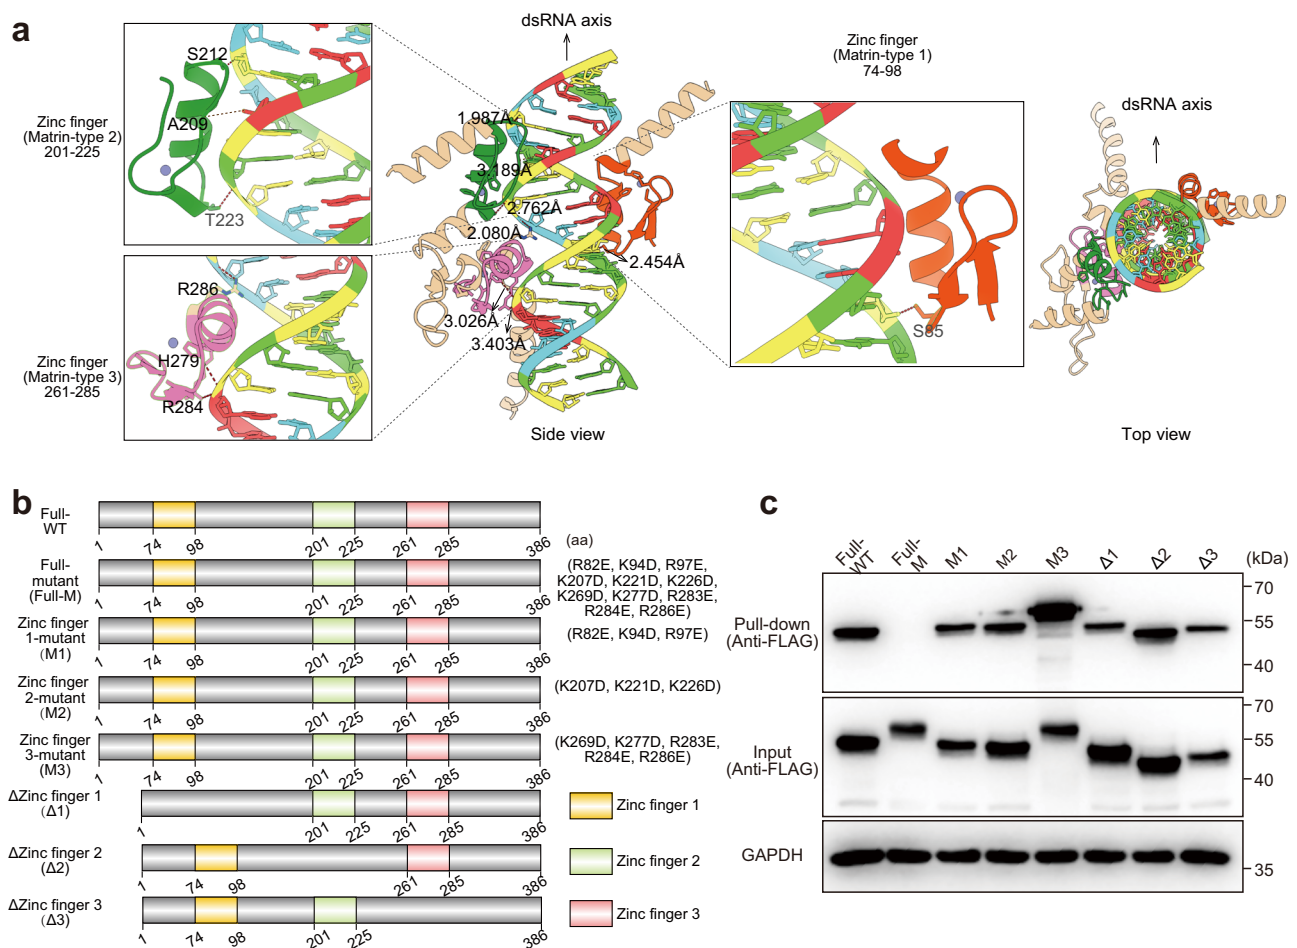 a
dsRNA axis
S212
A209
T223
Zinc finger
(Matrin-type 2)
201-225
R286
H279
R284
Zinc finger
(Matrin-type 3)
261-285
1.987Å
3.189Å
2.762Å
2.080Å
2.454Å
3.026Å
3.403Å
Side view
Zinc finger
(Matrin-type 1)
74-98
S85
dsRNA axis
Top view
b
Full-
WT
1 74 98 201 225 261 285 386
(aa)
Full-
mutant
(Full-M)
1 74 98 201 225 261 285 386
(R82E, K94D, R97E,
K207D, K221D, K226D,
K269D, K277D, R283E,
R284E, R286E)
Zinc finger
1-mutant
(M1)
1 74 98 201 225 261 285 386
(R82E, K94D, R97E)
Zinc finger
2-mutant
(M2)
1 74 98 201 225 261 285 386
(K207D, K221D, K226D)
Zinc finger
3-mutant
(M3)
1 74 98 201 225 261 285 386
(K269D, K277D, R283E,
R284E, R286E)
ΔZinc finger 1
(Δ1)
1 201 225 261 285 386
ΔZinc finger 2
(Δ2)
1 74 98 261 285 386
ΔZinc finger 3
(Δ3)
1 74 98 201 225 386
Zinc finger 1
Zinc finger 2
Zinc finger 3
c
Full-
WT
Full-
M
M1
M2
M3
Δ1
Δ2
Δ3
(kDa)
Pull-down
(Anti-FLAG)
70
55
40
Input
(Anti-FLAG)
70
55
40
GAPDH
35